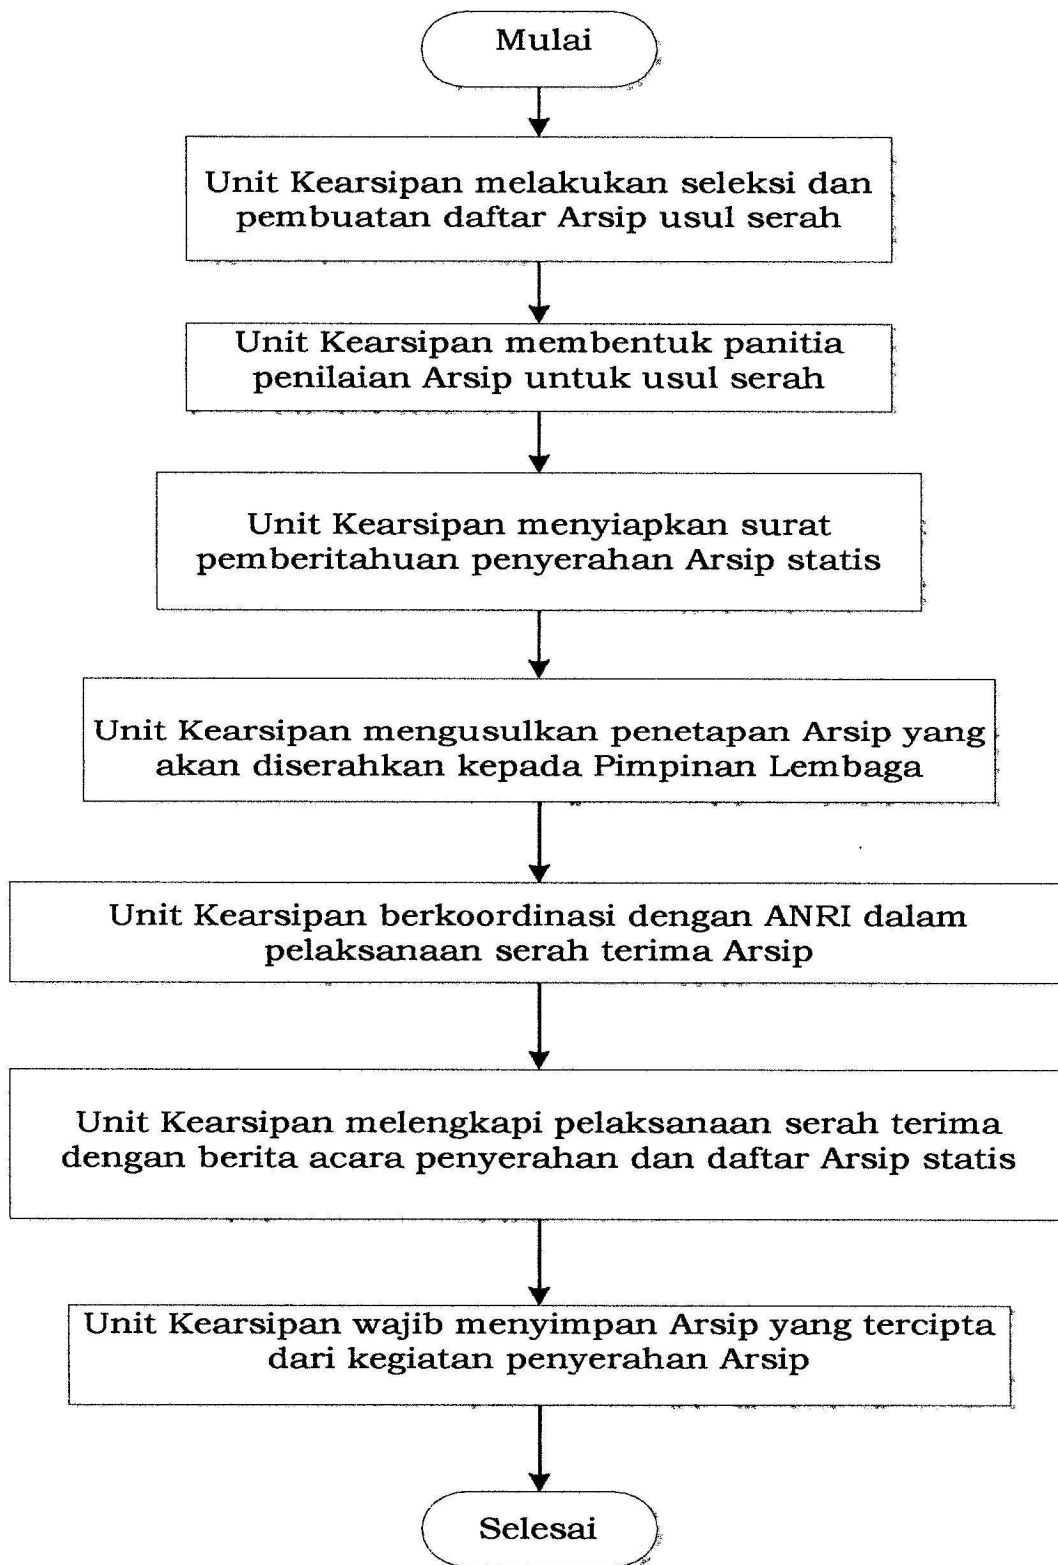 Mulai
Unit Kearsipan melakukan seleksi dan
pembuatan daftar Arsip usul serah
Unit Kearsipan membentuk panitia
penilaian Arsip untuk usul serah
Unit Kearsipan menyiapkan surat
pemberitahuan penyerahan Arsip statis
Unit Kearsipan mengusulkan penetapan Arsip yang
akan diserahkan kepada Pimpinan Lembaga
Unit Kearsipan berkoordinasi dengan ANRI dalam
pelaksanaan serah terima Arsip
Unit Kearsipan melengkapi pelaksanaan serah terima
dengan berita acara penyerahan dan daftar Arsip statis
Unit Kearsipan wajib menyimpan Arsip yang tercipta
dari kegiatan penyerahan Arsip
Selesai